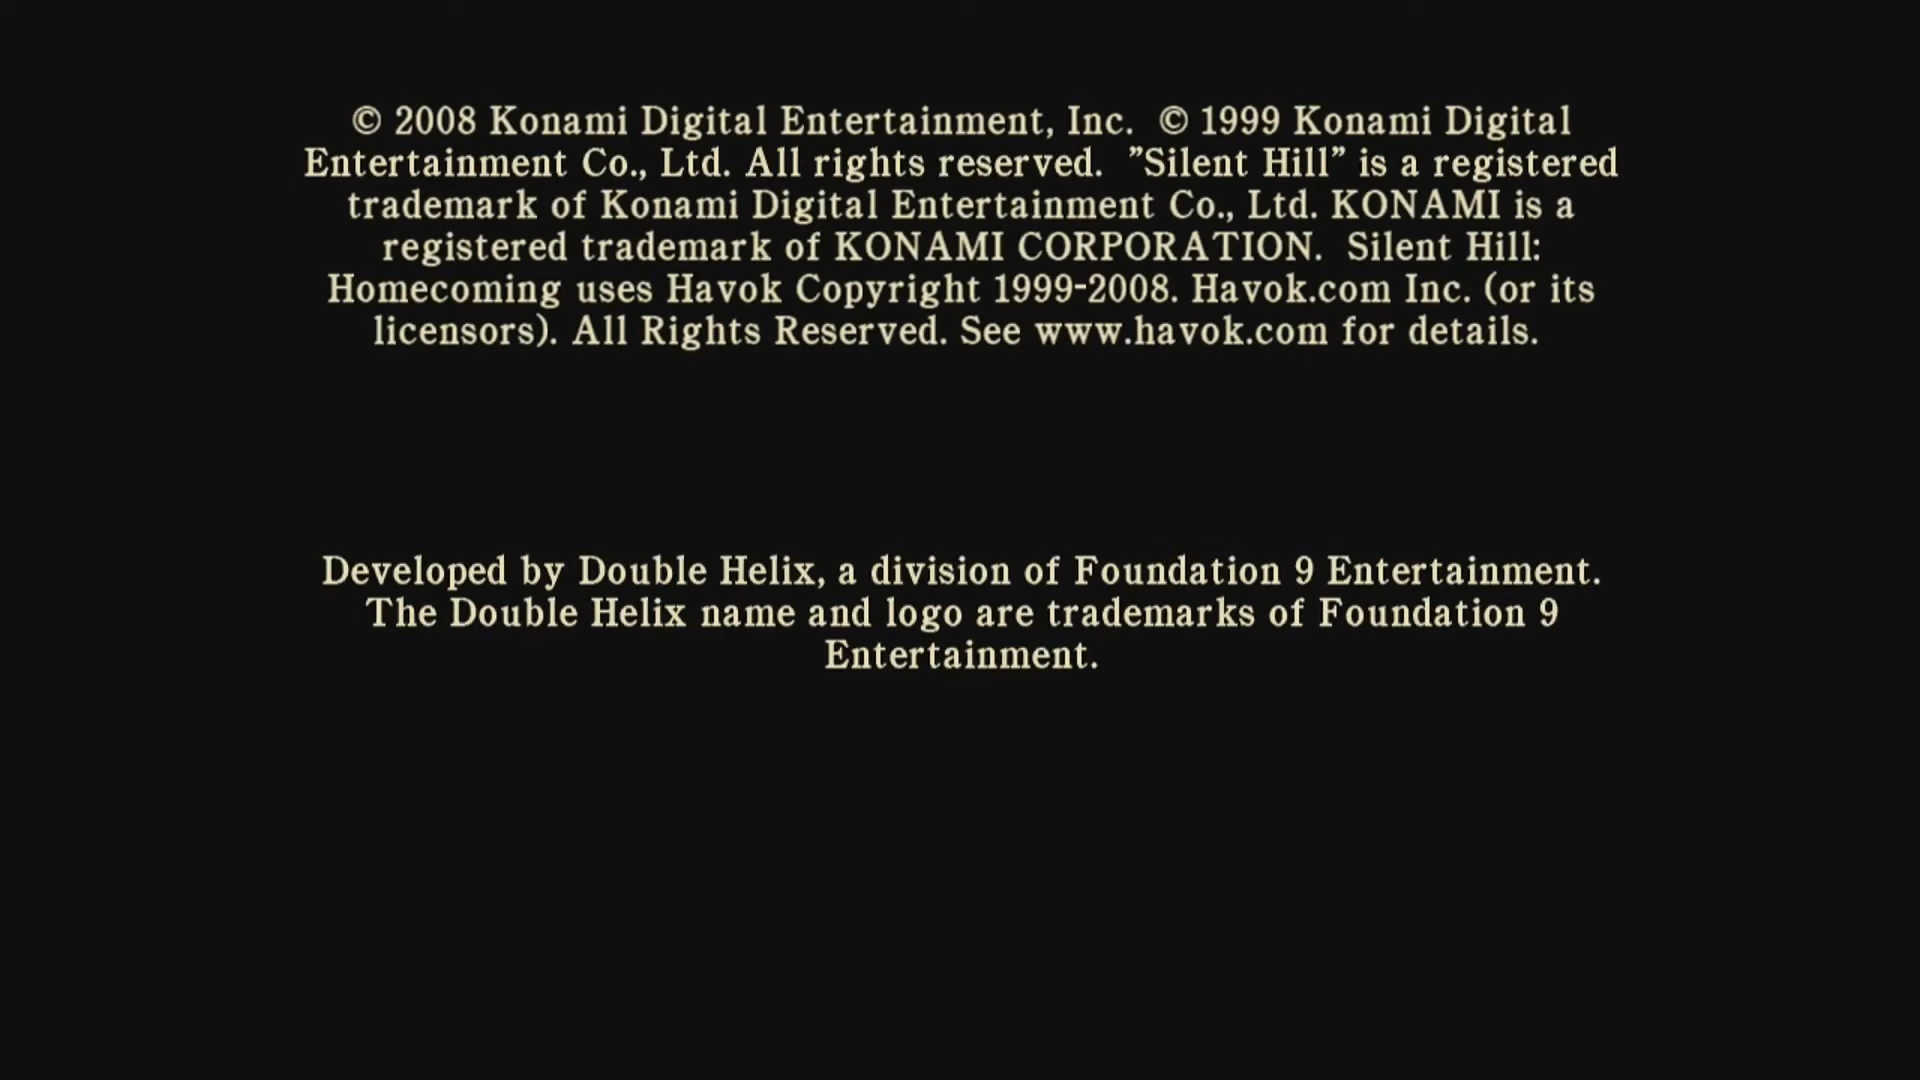 © 2008 Konami Digital Entertainment, Inc.  © 1999 Konami Digital
Entertainment Co., Ltd. All rights reserved.  ”Silent Hill” is a registered
trademark of Konami Digital Entertainment Co., Ltd. KONAMI is a
registered trademark of KONAMI CORPORATION.  Silent Hill:
Homecoming uses Havok Copyright 1999-2008. Havok.com Inc. (or its
licensors). All Rights Reserved. See www.havok.com for details.
Developed by Double Helix, a division of Foundation 9 Entertainment.
The Double Helix name and logo are trademarks of Foundation 9
Entertainment.